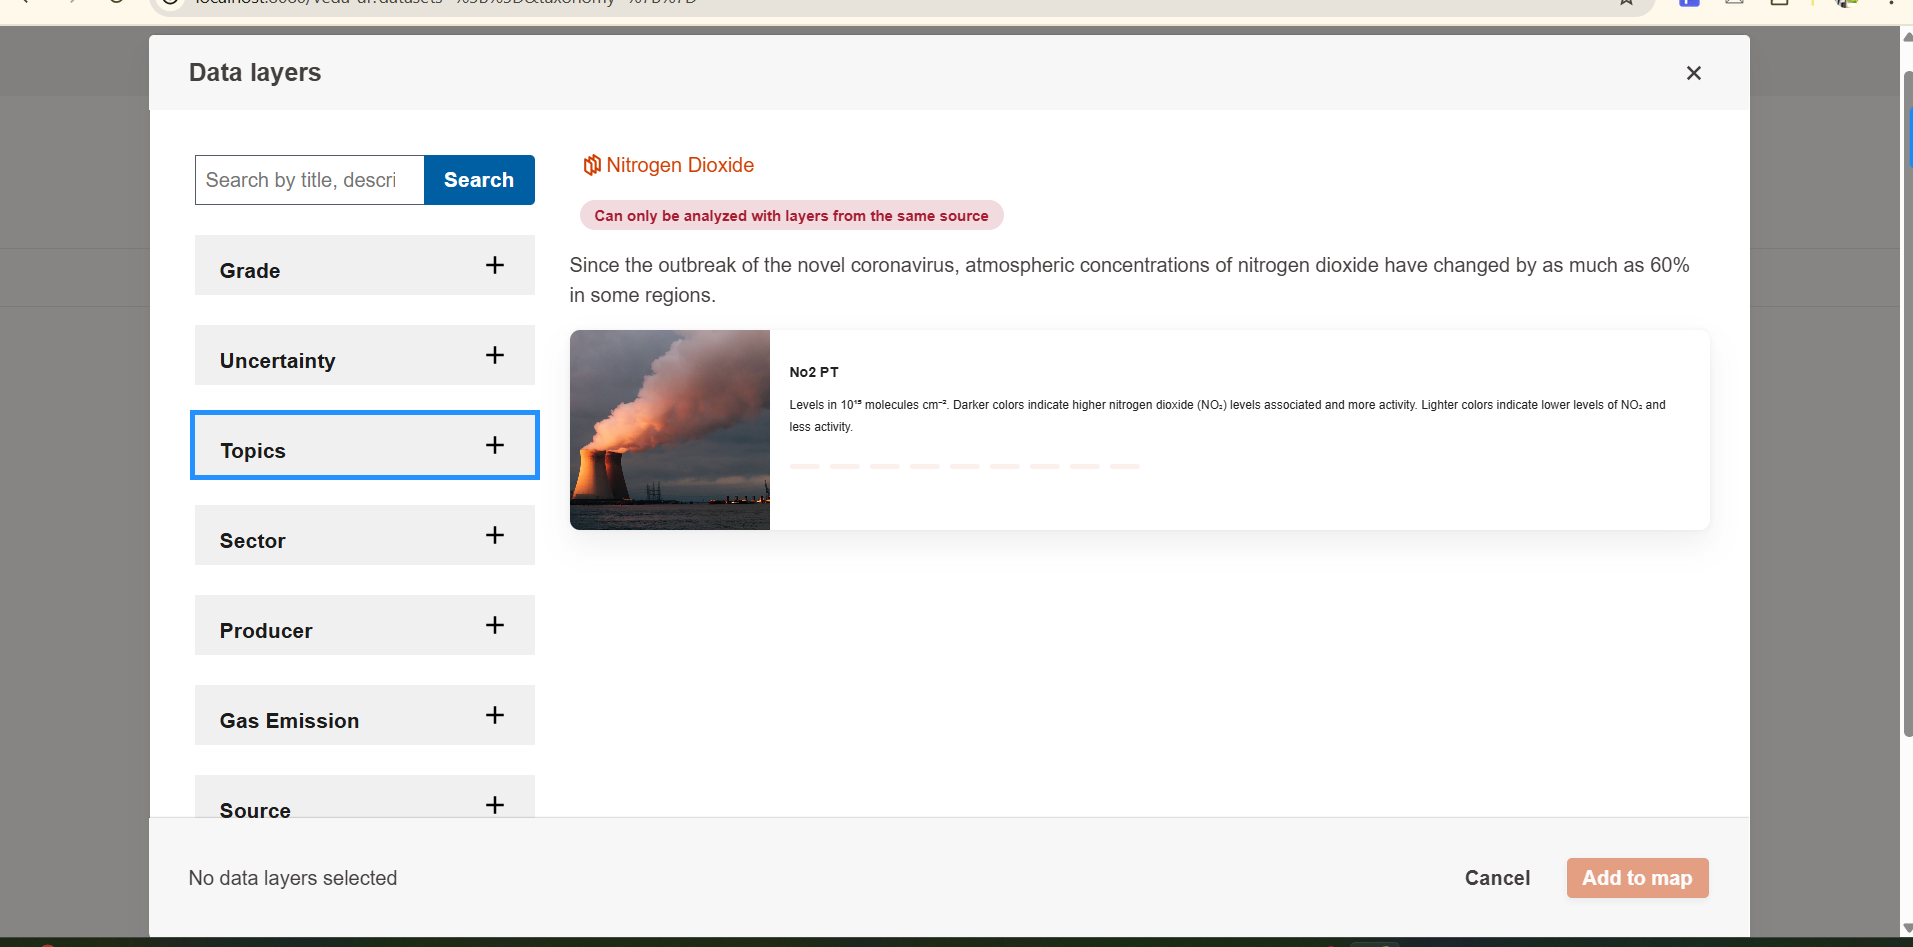 Data layers
Search by title, descri
Search
Grade
Uncertainty
Topics
Sector
Producer
Gas Emission
Source
Nitrogen Dioxide
Can only be analyzed with layers from the same source
Since the outbreak of the novel coronavirus, atmospheric concentrations of nitrogen dioxide have changed by as much as 60%
in some regions.
No2 PT
Levels in 10¹⁵ molecules cm⁻². Darker colors indicate higher nitrogen dioxide (NO₂) levels associated and more activity. Lighter colors indicate lower levels of NO₂ and
less activity.
No data layers selected
Cancel
Add to map